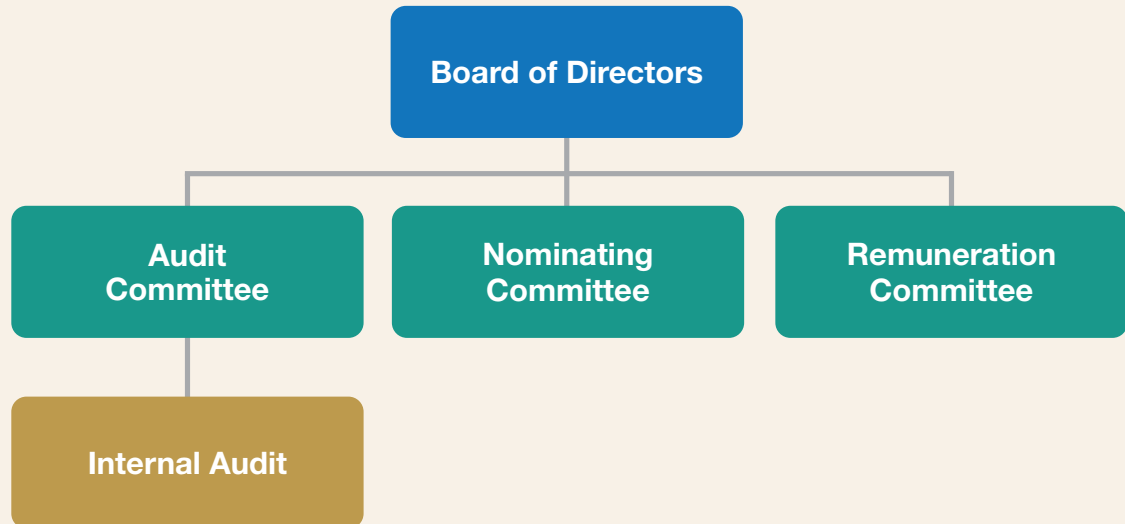 Board of Directors
Audit
Committee
Nominating
Committee
Remuneration
Committee
Internal Audit